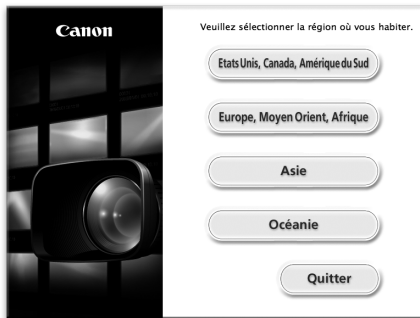 Canon
Veuillez sélectionner la région où vous habiter.
Etats Unis, Canada, Amérique du Sud
Europe, Moyen Orient, Afrique
Asie
Océanie
Quitter